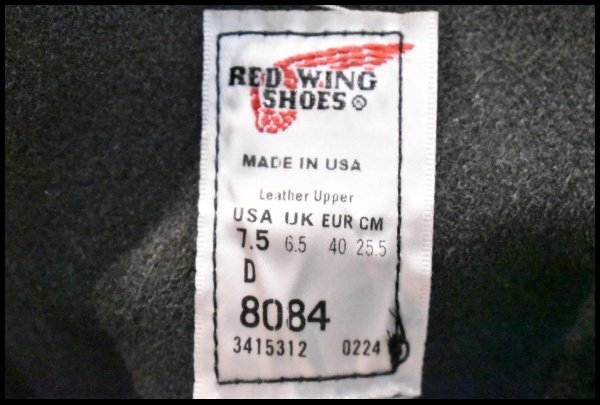 RED WING
SHOES®
MADE IN USA
Leather Upper
USA UK EUR CM
7.5 6.5 40 25.5
D
8084
3415312 0224